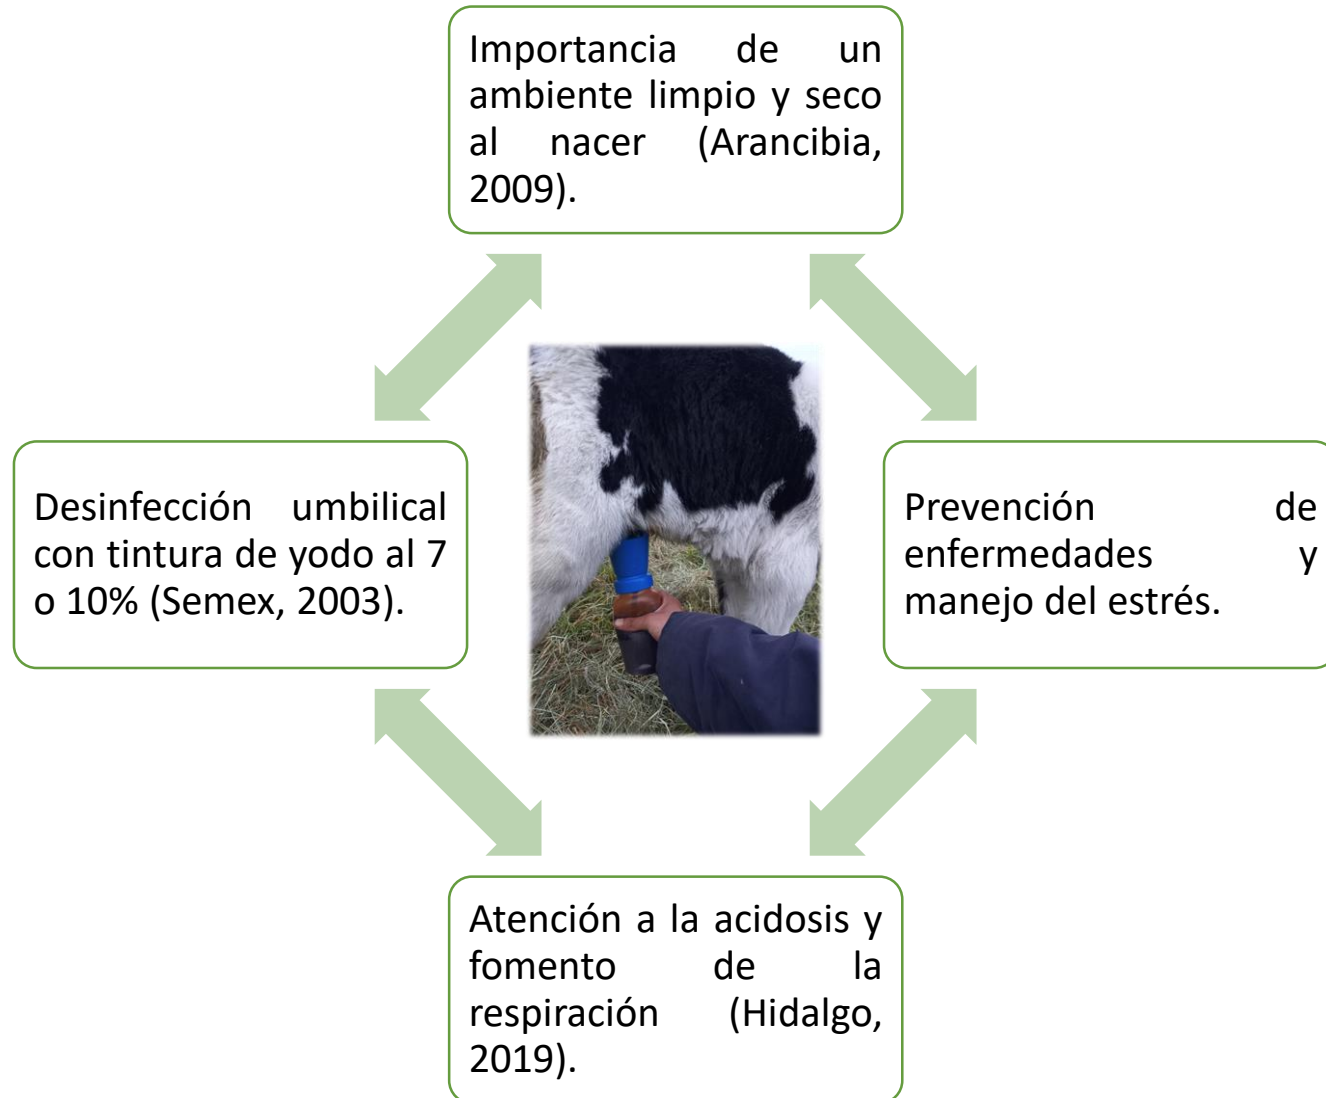 Importancia de un
ambiente limpio y seco
al nacer (Arancibia,
2009).
Desinfección umbilical
con tintura de yodo al 7
o 10% (Semex, 2003).
Prevención de
enfermedades y
manejo del estrés.
Atención a la acidosis y
fomento de la
respiración (Hidalgo,
2019).